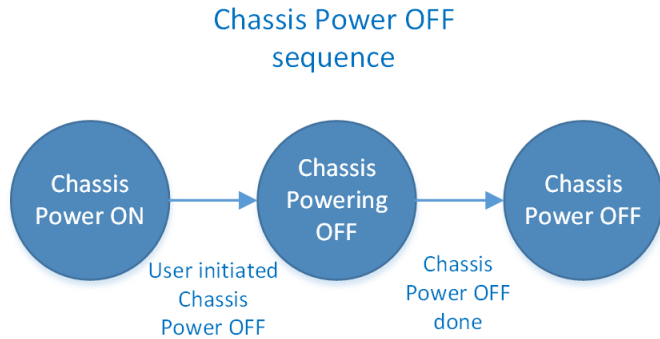 Chassis Power OFF
sequence
Chassis
Power ON
Chassis
Powering
OFF
Chassis
Power OFF
User initiated
Chassis
Power OFF
Chassis
Power OFF
done